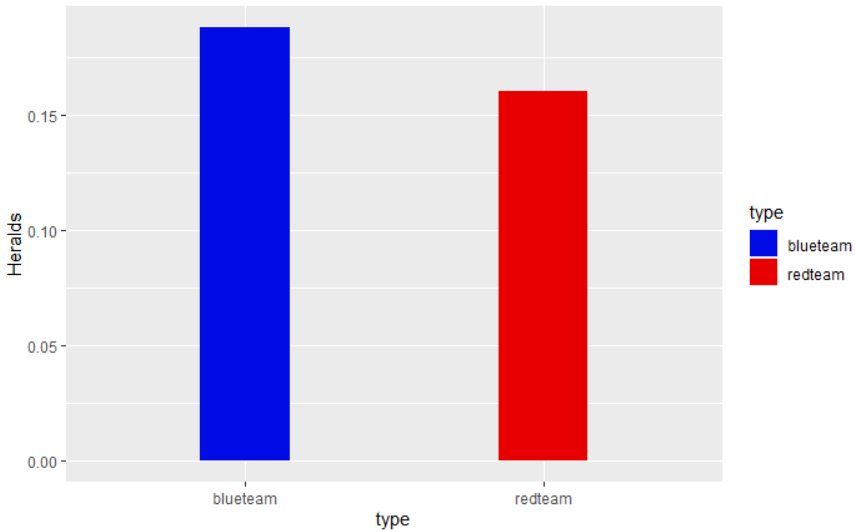 Heralds
0.15
0.10
0.05
0.00
blueteam
redteam
type
type
blueteam
redteam